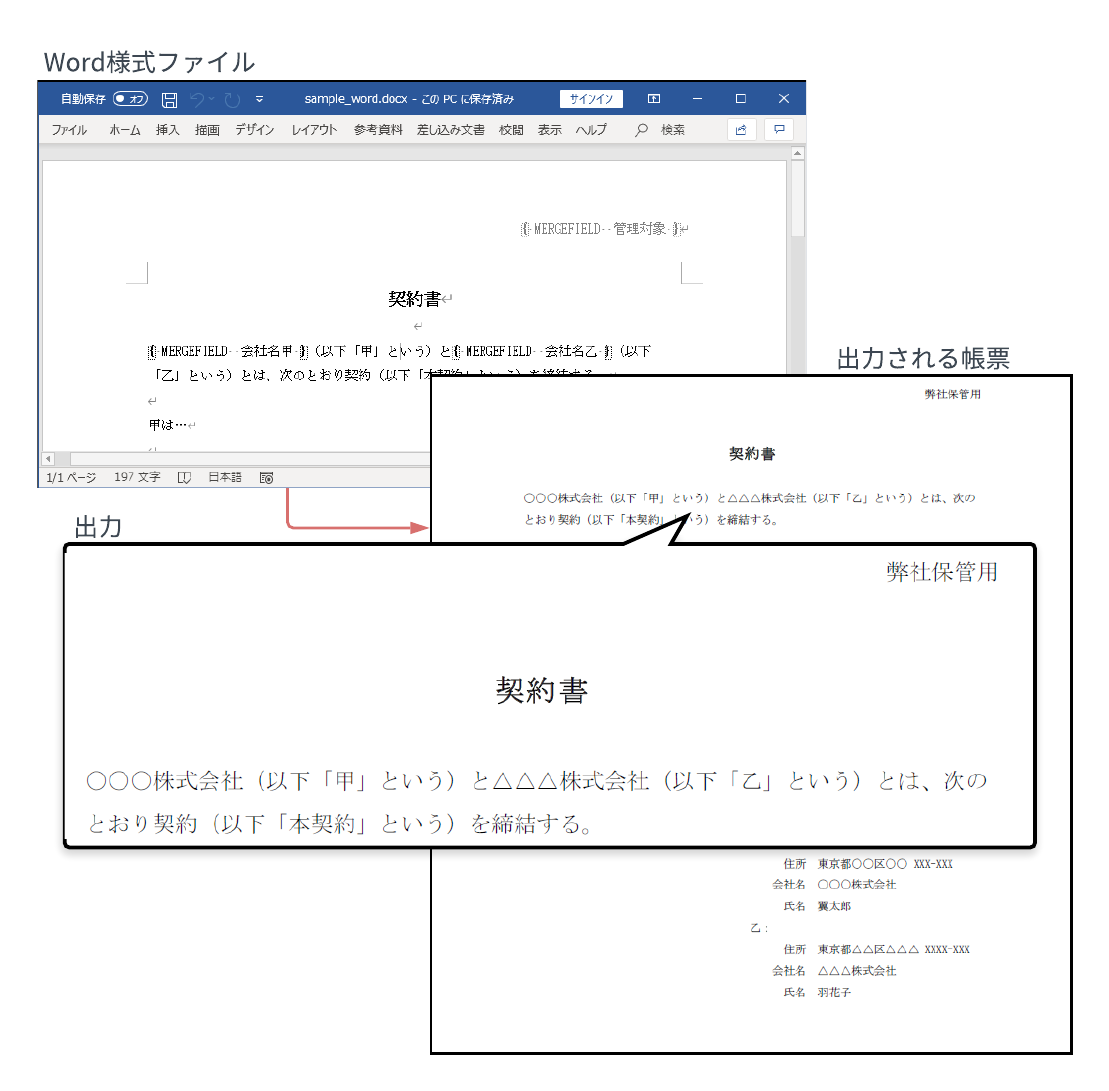 Word様式ファイル
自動保存 オフ sample_word.docx - この PC に保存済み サインイン
ファイル ホーム 挿入 描画 デザイン レイアウト 参考資料 差し込み文書 校閲 表示 ヘルプ 検索
{ MERGEFIELD 管理対象 }
契約書
{ MERGEFIELD 会社名甲 }（以下「甲」という）と{ MERGEFIELD 会社名乙 }（以下
「乙」という）とは、次のとおり契約（以下「本契約」という）を締結する。
甲は…
1/1 ページ 197 文字 日本語
出力
出力される帳票
弊社保管用
契約書
〇〇〇株式会社（以下「甲」という）と△△△株式会社（以下「乙」という）とは、次の
とおり契約（以下「本契約」という）を締結する。
弊社保管用
契約書
〇〇〇株式会社（以下「甲」という）と△△△株式会社（以下「乙」という）とは、次の
とおり契約（以下「本契約」という）を締結する。
住所 東京都〇〇区〇〇 XXX-XXX
会社名 〇〇〇株式会社
氏名 翼太郎
乙：
住所 東京都△△区△△△ XXXX-XXX
会社名 △△△株式会社
氏名 羽花子